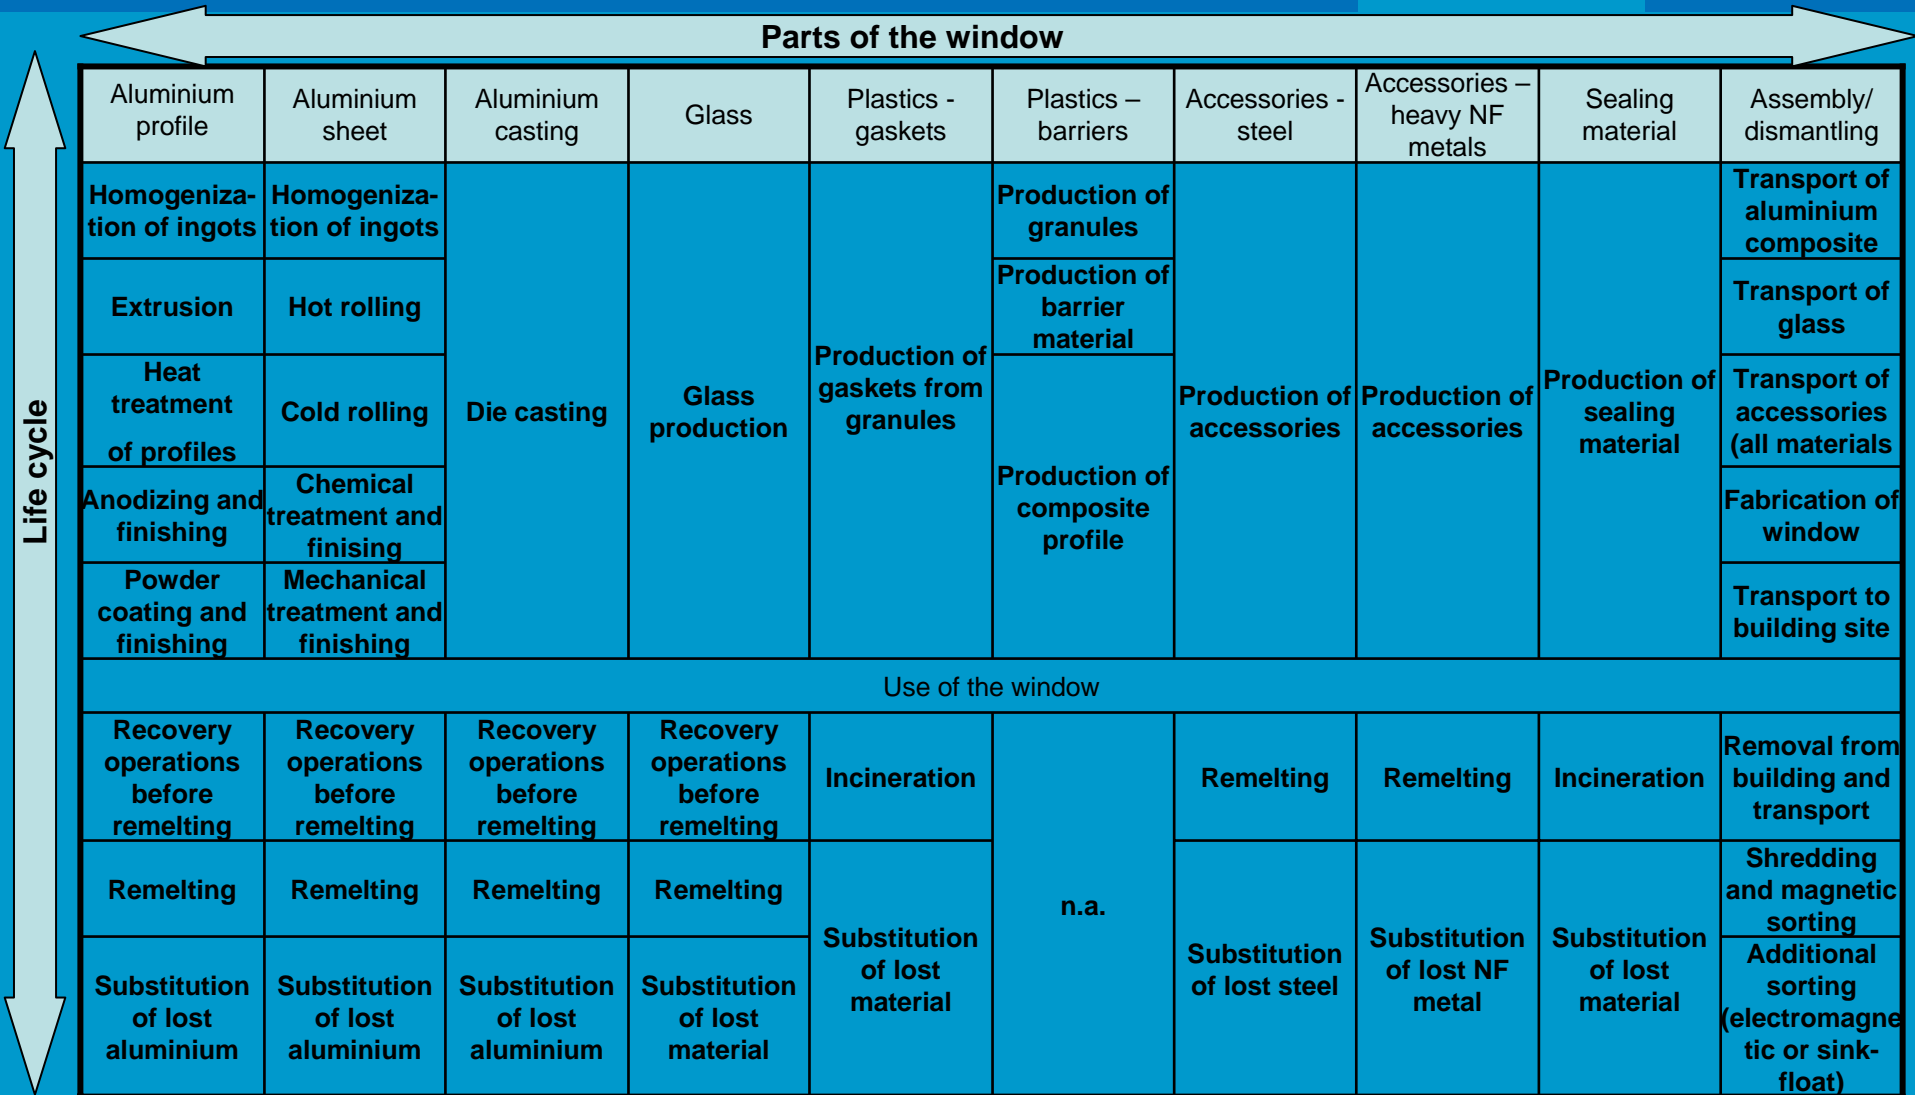 Parts of the window
Life cycle
Aluminium
profile
Aluminium
sheet
Aluminium
casting
Glass
Plastics -
gaskets
Plastics –
barriers
Accessories -
steel
Accessories –
heavy NF
metals
Sealing
material
Assembly/
dismantling
Homogeniza-
tion of ingots
Homogeniza-
tion of ingots
Die casting
Glass
production
Production of
gaskets from
granules
Production of
granules
Production of
accessories
Production of
accessories
Production of
sealing
material
Transport of
aluminium
composite
Extrusion
Hot rolling
Production of
barrier
material
Transport of
glass
Heat
treatment
of profiles
Cold rolling
Production of
composite
profile
Transport of
accessories
(all materials
Anodizing and
finishing
Chemical
treatment and
finising
Fabrication of
window
Powder
coating and
finishing
Mechanical
treatment and
finishing
Transport to
building site
Use of the window
Recovery
operations
before
remelting
Recovery
operations
before
remelting
Recovery
operations
before
remelting
Recovery
operations
before
remelting
Incineration
n.a.
Remelting
Remelting
Incineration
Removal from
building and
transport
Remelting
Remelting
Remelting
Remelting
Substitution
of lost
material
Substitution
of lost steel
Substitution
of lost NF
metal
Substitution
of lost
material
Shredding
and magnetic
sorting
Substitution
of lost
aluminium
Substitution
of lost
aluminium
Substitution
of lost
aluminium
Substitution
of lost
material
Additional
sorting
(electromagne
tic or sink-
float)